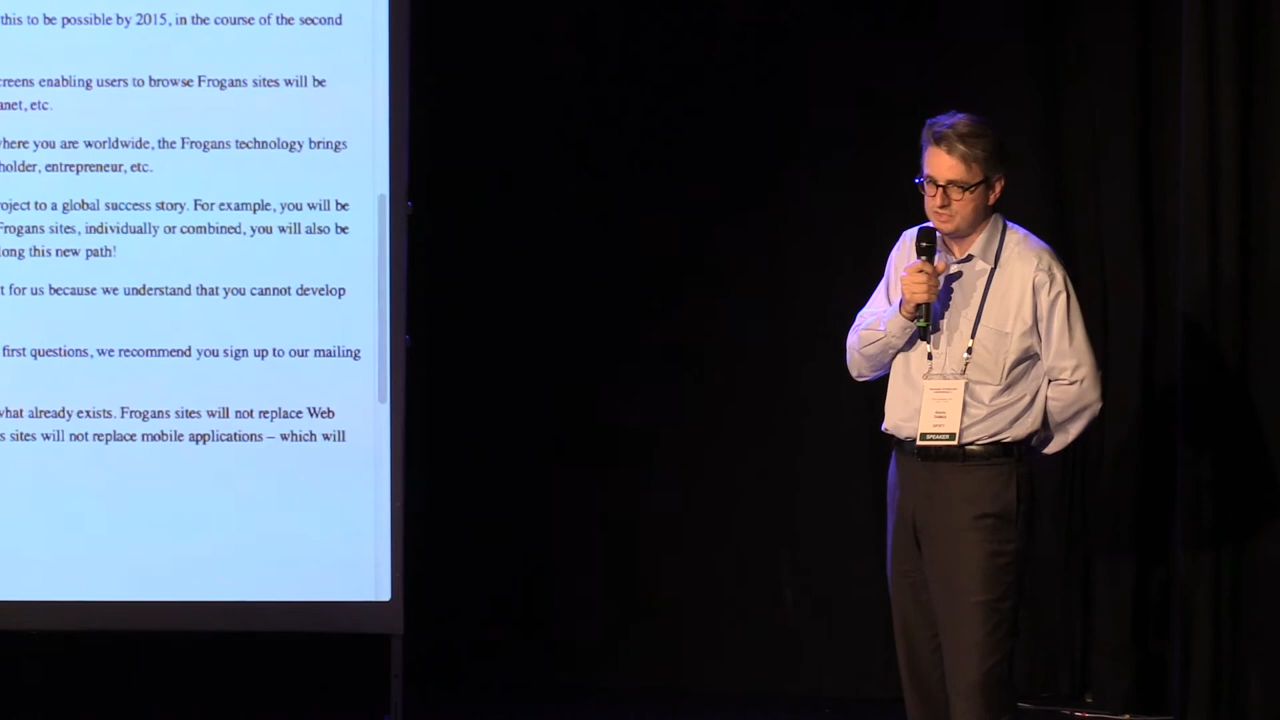 this to be possible by 2015, in the course of the second
creens enabling users to browse Frogans sites will be
anet, etc.
where you are worldwide, the Frogans technology brings
holder, entrepreneur, etc.
oject to a global success story. For example, you will be
Frogans sites, individually or combined, you will also be
long this new path!
t for us because we understand that you cannot develop
first questions, we recommend you sign up to our mailing
what already exists. Frogans sites will not replace Web
s sites will not replace mobile applications – which will
SPEAKER